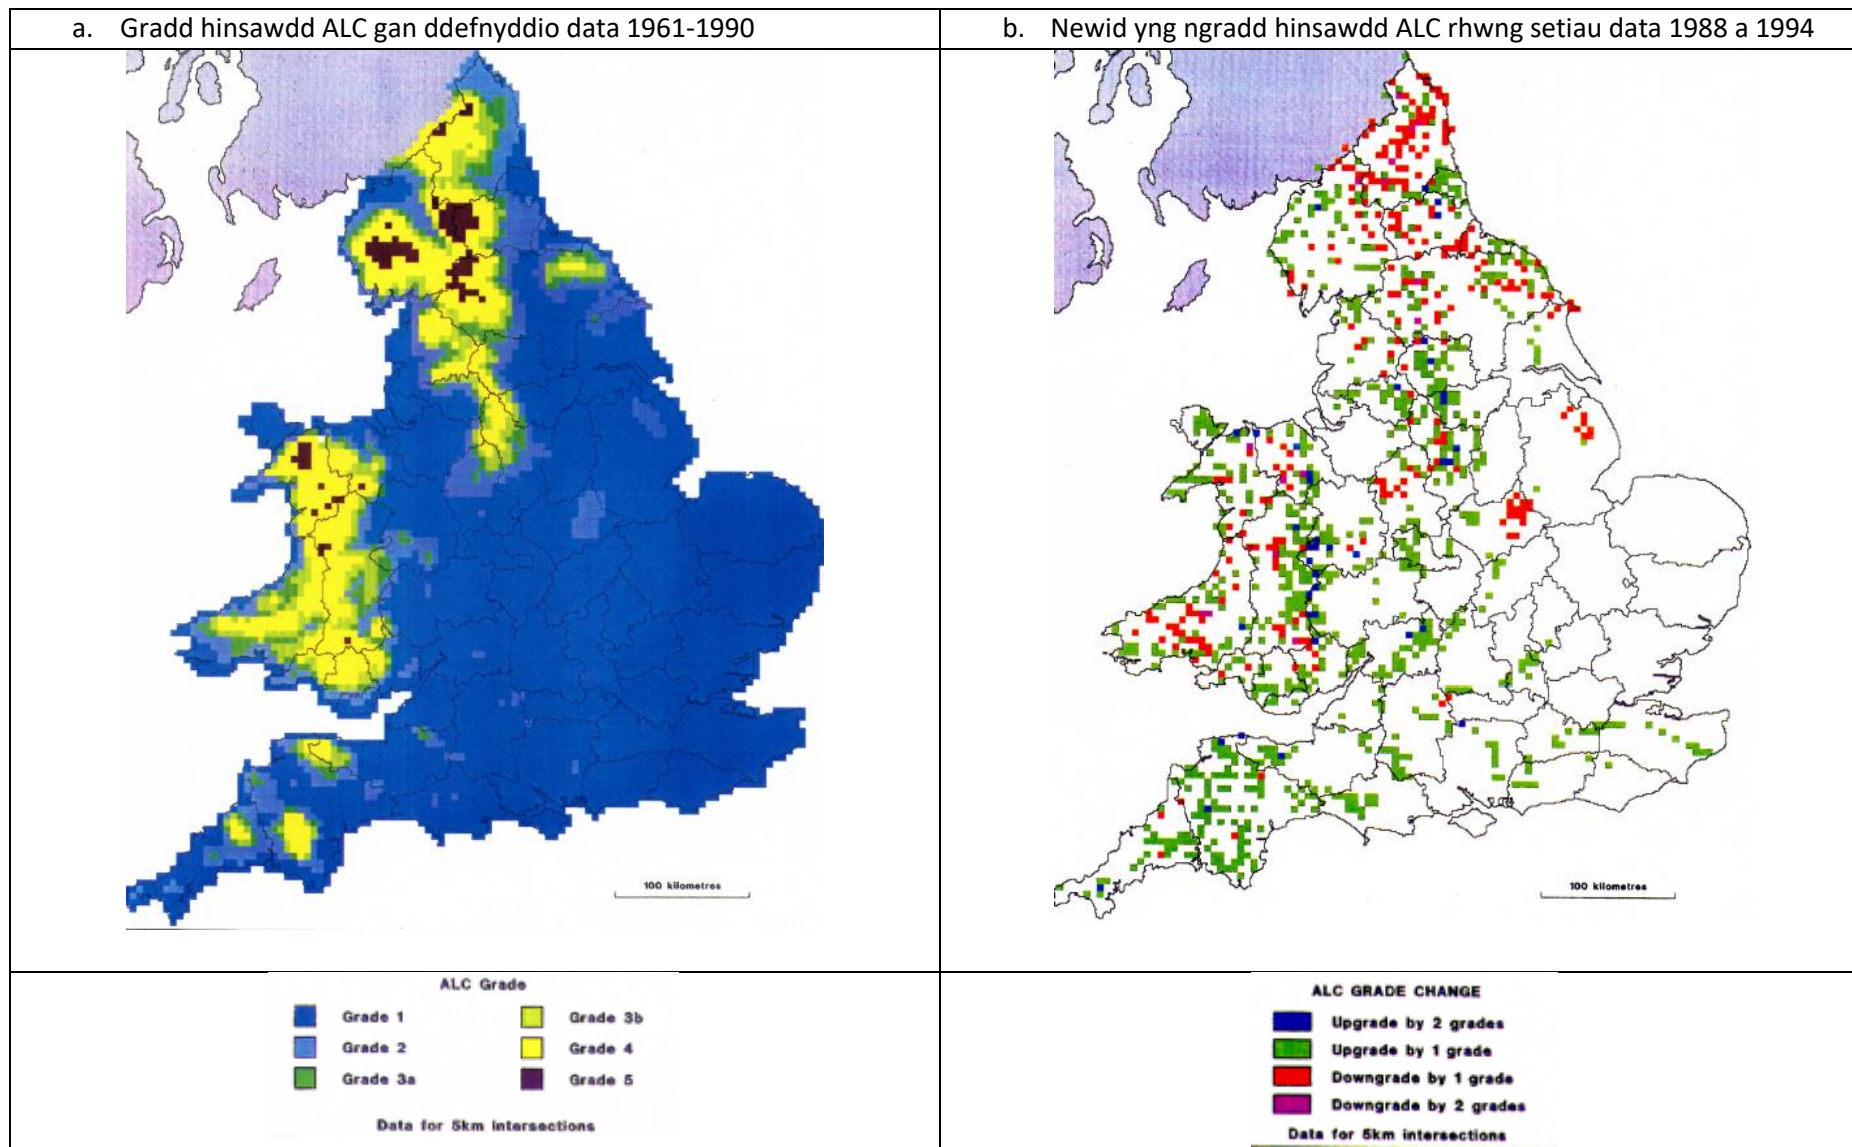 a. Gradd hinsawdd ALC gan ddefnyddio data 1961-1990
b. Newid yng ngradd hinsawdd ALC rhwng setiau data 1988 a 1994
100 kilometres
100 kilometres
ALC Grade
Grade 1
Grade 2
Grade 3a
Grade 3b
Grade 4
Grade 5
Data for 5km intersections
ALC GRADE CHANGE
Upgrade by 2 grades
Upgrade by 1 grade
Downgrade by 1 grade
Downgrade by 2 grades
Data for 5km intersections